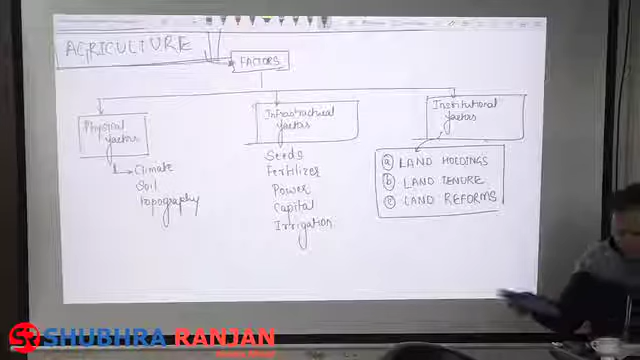 AGRICULTURE
FACTORS
Physical
factors
Climate
Soil
Topography
Infrastructural
factors
Seeds
Fertilizer
Power
Capital
Irrigation
Institutional
factors
(a) LAND HOLDINGS
(b) LAND TENURE
(c) LAND REFORMS
SHUBHRA RANJAN